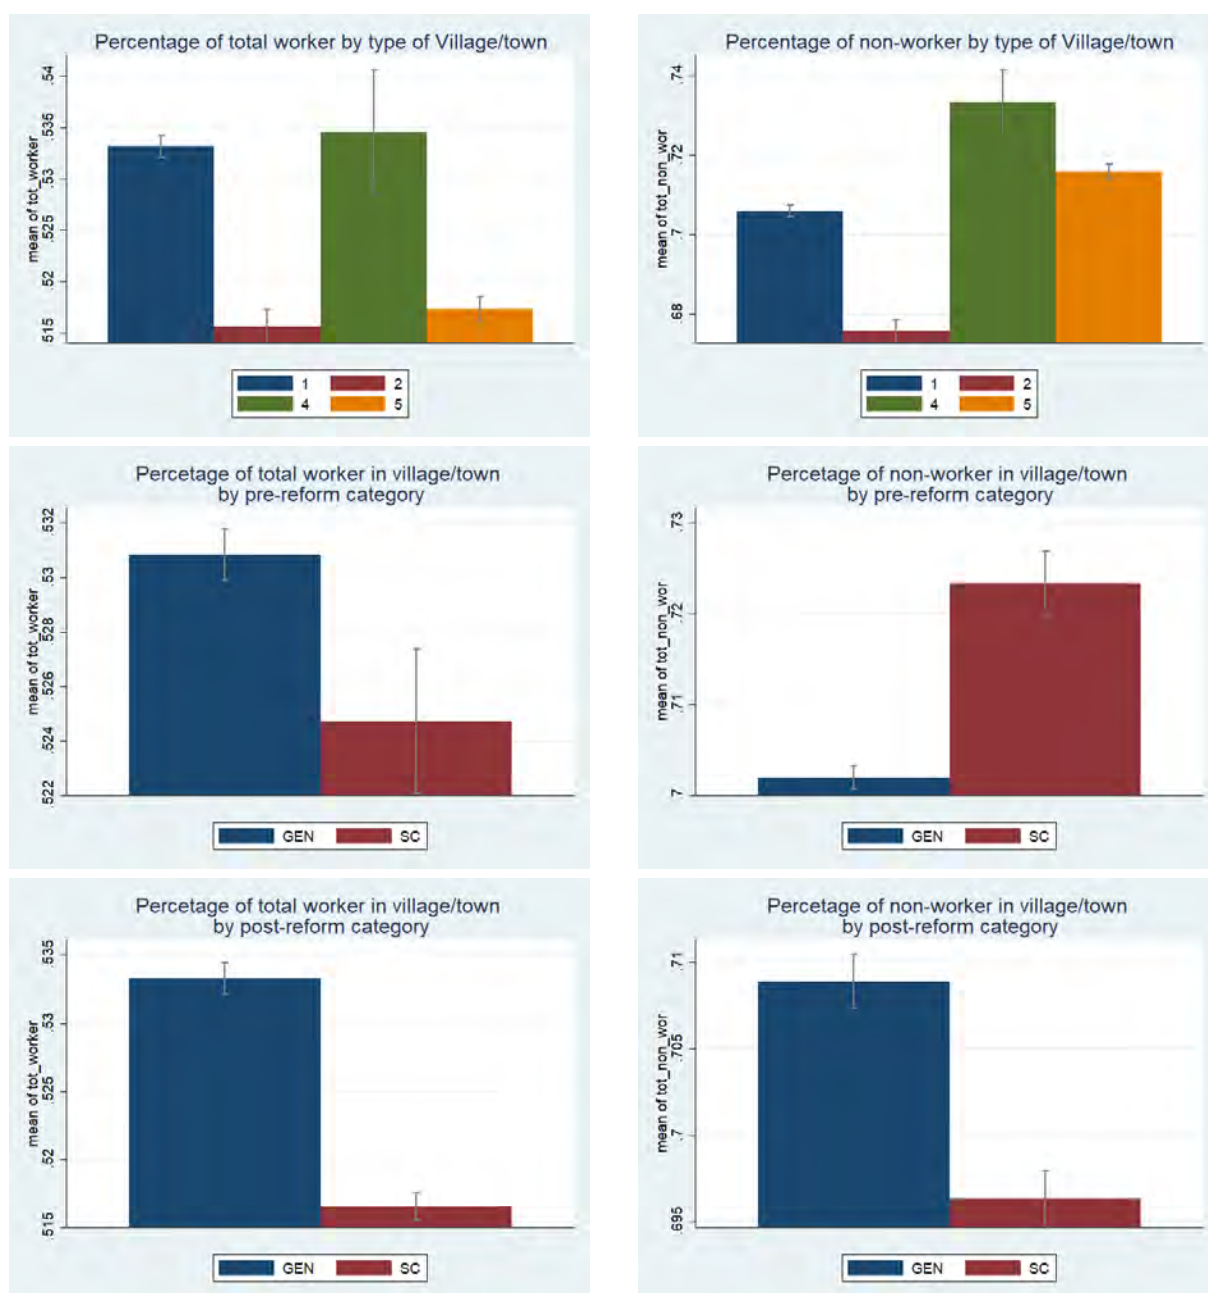 Percentage of total worker by type of Village/town
mean of tot_worker
.54
.535
.53
.525
.52
.515
1 2
4 5
Percentage of non-worker by type of Village/town
mean of tot_non_wor
.74
.72
.7
.68
1 2
4 5
Percetage of total worker in village/town
by pre-reform category
mean of tot_worker
.532
.53
.528
.526
.524
.522
GEN SC
Percetage of non-worker in village/town
by pre-reform category
mean of tot_non_wor
.73
.72
.71
.7
GEN SC
Percetage of total worker in village/town
by post-reform category
mean of tot_worker
.535
.53
.525
.52
.515
GEN SC
Percetage of non-worker in village/town
by post-reform category
mean of tot_non_wor
.71
.705
.7
.695
GEN SC